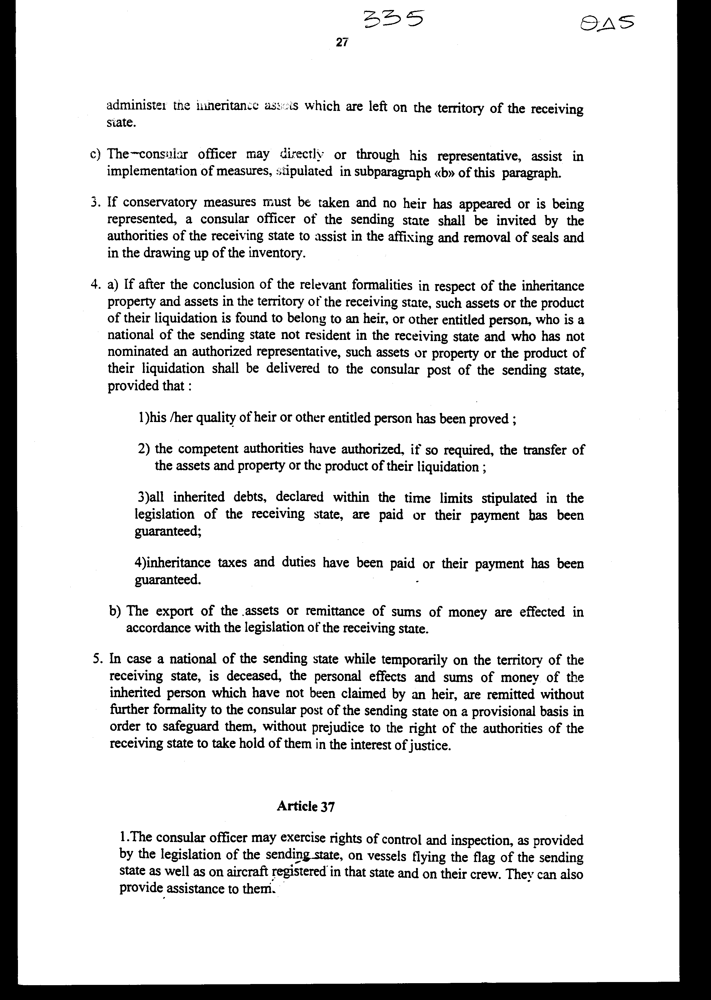 335
ΘΔ5
27
administer the inheritance assets which are left on the territory of the receiving
state.
c) The consular officer may directly or through his representative, assist in
implementation of measures, stipulated in subparagraph «b» of this paragraph.
3. If conservatory measures must be taken and no heir has appeared or is being
represented, a consular officer of the sending state shall be invited by the
authorities of the receiving state to assist in the affixing and removal of seals and
in the drawing up of the inventory.
4. a) If after the conclusion of the relevant formalities in respect of the inheritance
property and assets in the territory of the receiving state, such assets or the product
of their liquidation is found to belong to an heir, or other entitled person, who is a
national of the sending state not resident in the receiving state and who has not
nominated an authorized representative, such assets or property or the product of
their liquidation shall be delivered to the consular post of the sending state,
provided that :
1)his /her quality of heir or other entitled person has been proved ;
2) the competent authorities have authorized, if so required, the transfer of
the assets and property or the product of their liquidation ;
3)all inherited debts, declared within the time limits stipulated in the
legislation of the receiving state, are paid or their payment has been
guaranteed;
4)inheritance taxes and duties have been paid or their payment has been
guaranteed.
b) The export of the assets or remittance of sums of money are effected in
accordance with the legislation of the receiving state.
5. In case a national of the sending state while temporarily on the territory of the
receiving state, is deceased, the personal effects and sums of money of the
inherited person which have not been claimed by an heir, are remitted without
further formality to the consular post of the sending state on a provisional basis in
order to safeguard them, without prejudice to the right of the authorities of the
receiving state to take hold of them in the interest of justice.
Article 37
1.The consular officer may exercise rights of control and inspection, as provided
by the legislation of the sending state, on vessels flying the flag of the sending
state as well as on aircraft registered in that state and on their crew. They can also
provide assistance to them.